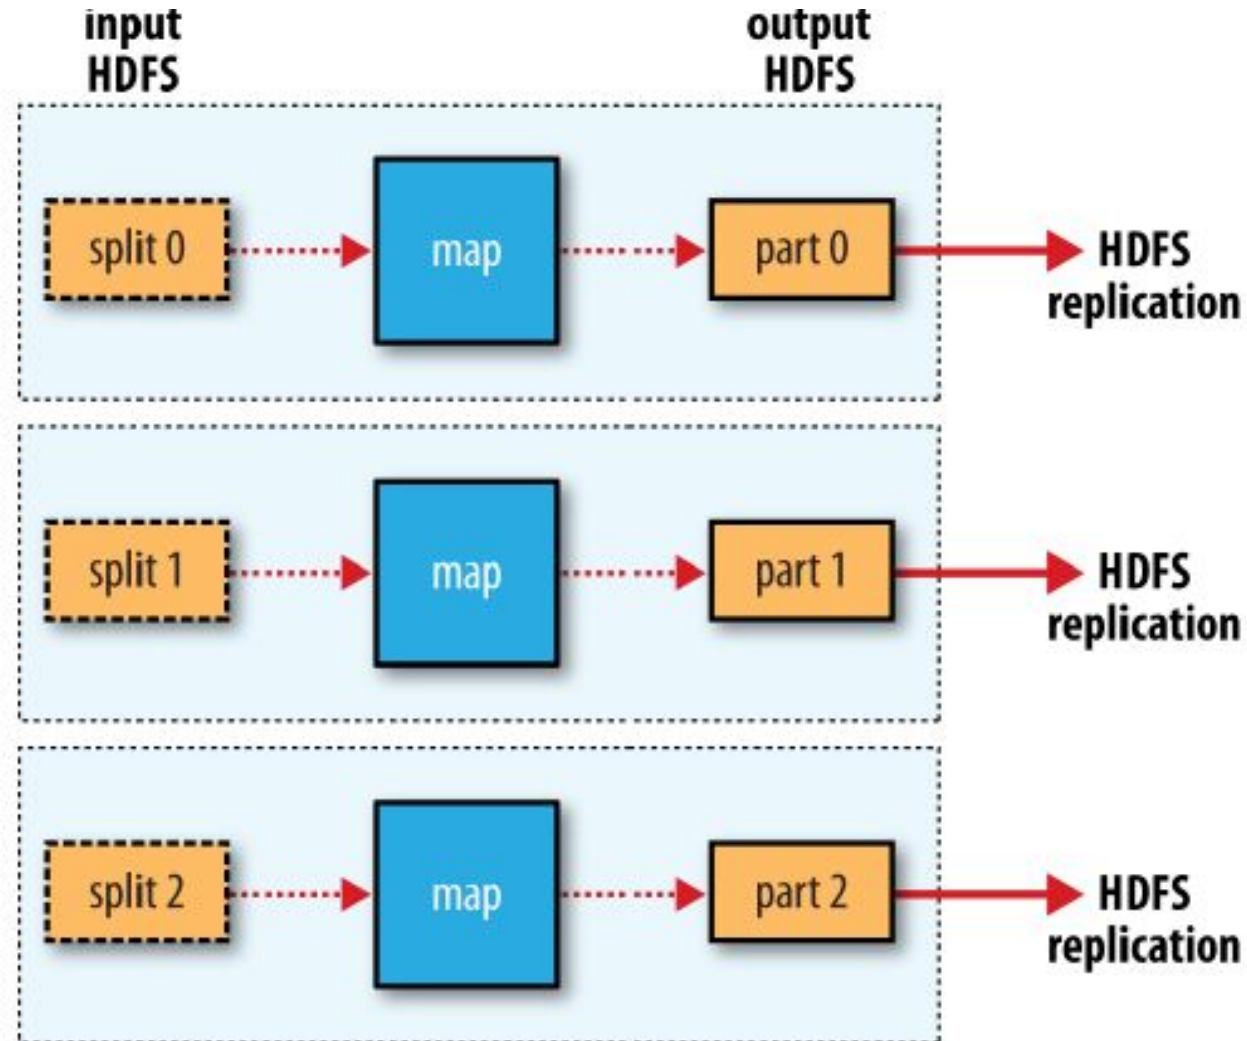 input
HDFS
output
HDFS
split 0
map
part 0
HDFS
replication
split 1
map
part 1
HDFS
replication
split 2
map
part 2
HDFS
replication